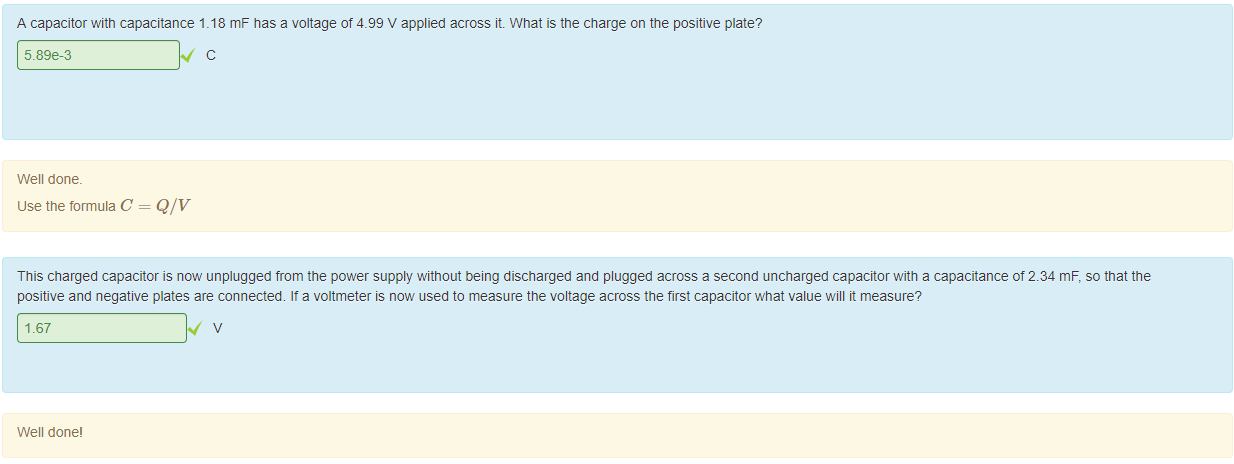 A capacitor with capacitance 1.18 mF has a voltage of 4.99 V applied across it. What is the charge on the positive plate?
5.89e-3 C
Well done.
Use the formula C = Q/V
This charged capacitor is now unplugged from the power supply without being discharged and plugged across a second uncharged capacitor with a capacitance of 2.34 mF, so that the
positive and negative plates are connected. If a voltmeter is now used to measure the voltage across the first capacitor what value will it measure?
1.67 V
Well done!